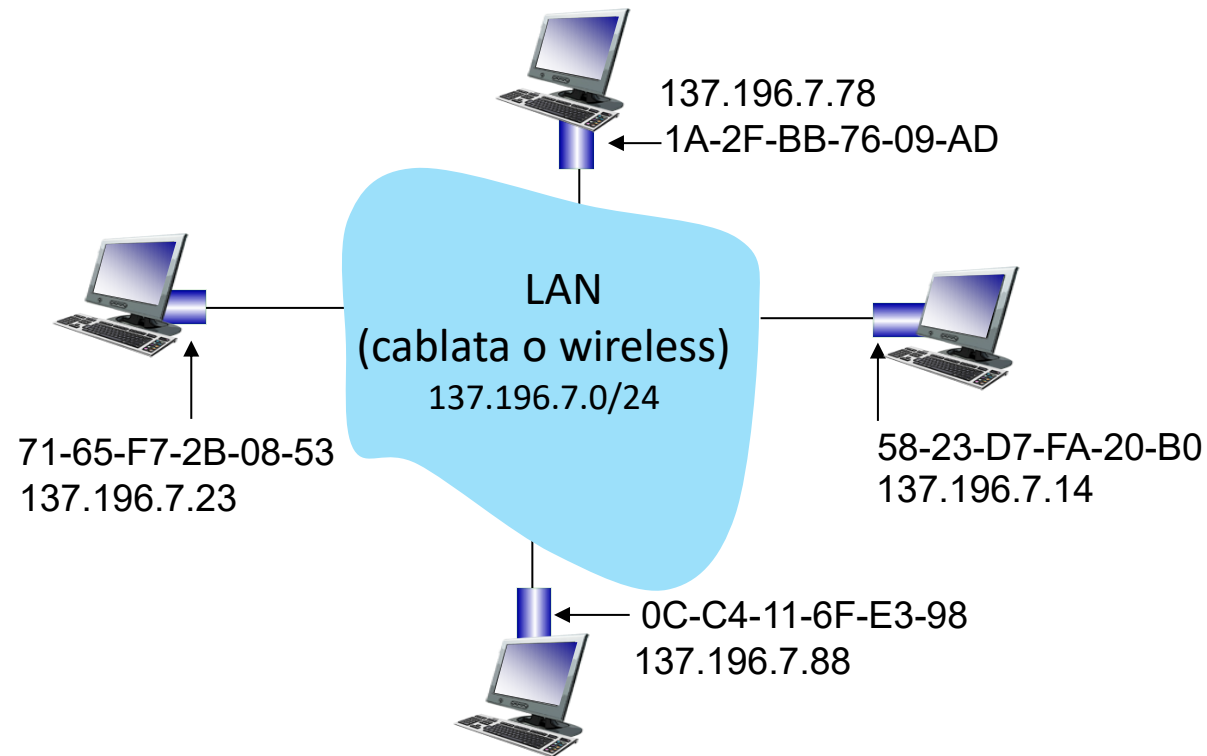 137.196.7.78
1A-2F-BB-76-09-AD
LAN
(cablata o wireless)
137.196.7.0/24
71-65-F7-2B-08-53
137.196.7.23
58-23-D7-FA-20-B0
137.196.7.14
0C-C4-11-6F-E3-98
137.196.7.88